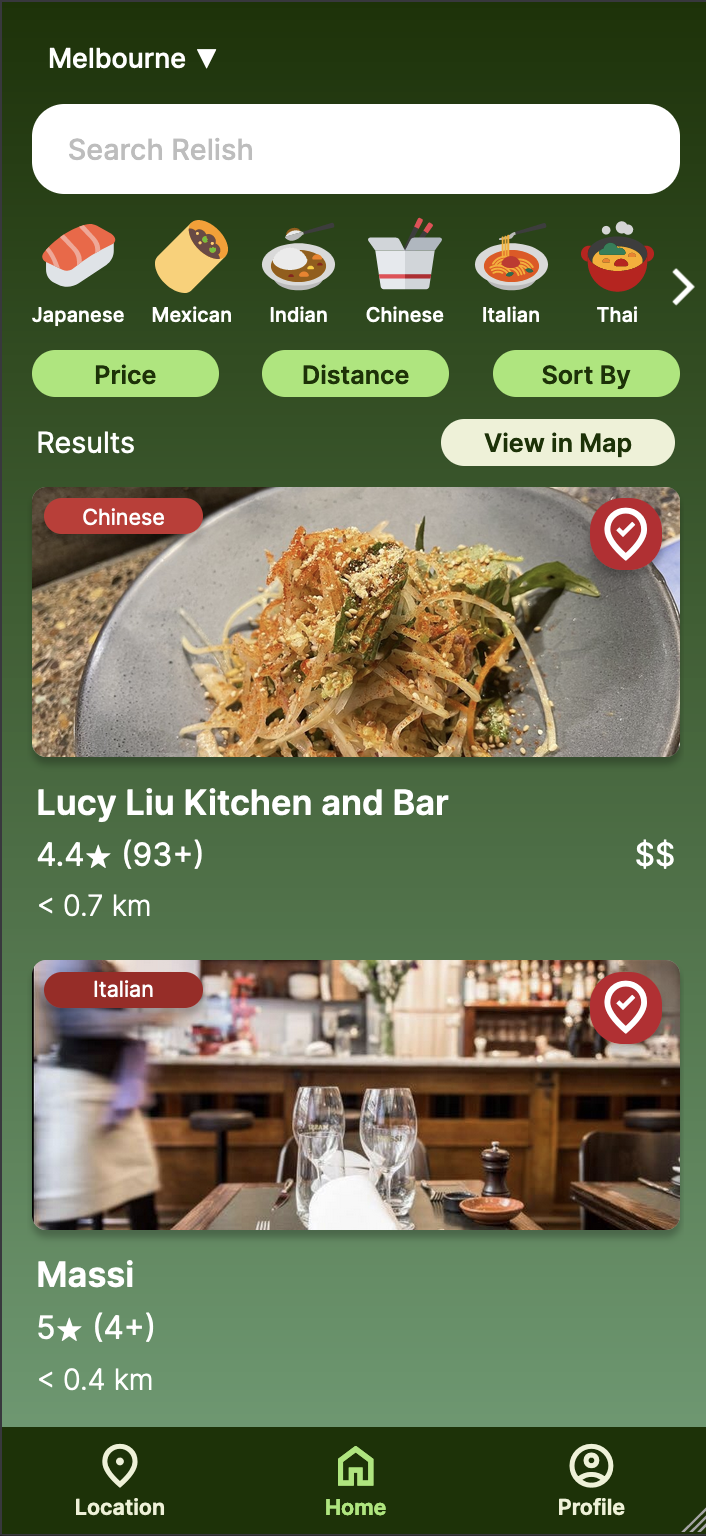 Melbourne ▼
Search Relish
Japanese Mexican Indian Chinese Italian Thai
Price Distance Sort By
Results View in Map
Chinese
Lucy Liu Kitchen and Bar
4.4★ (93+) $$
< 0.7 km
Italian
Massi
5★ (4+)
< 0.4 km
Location Home Profile